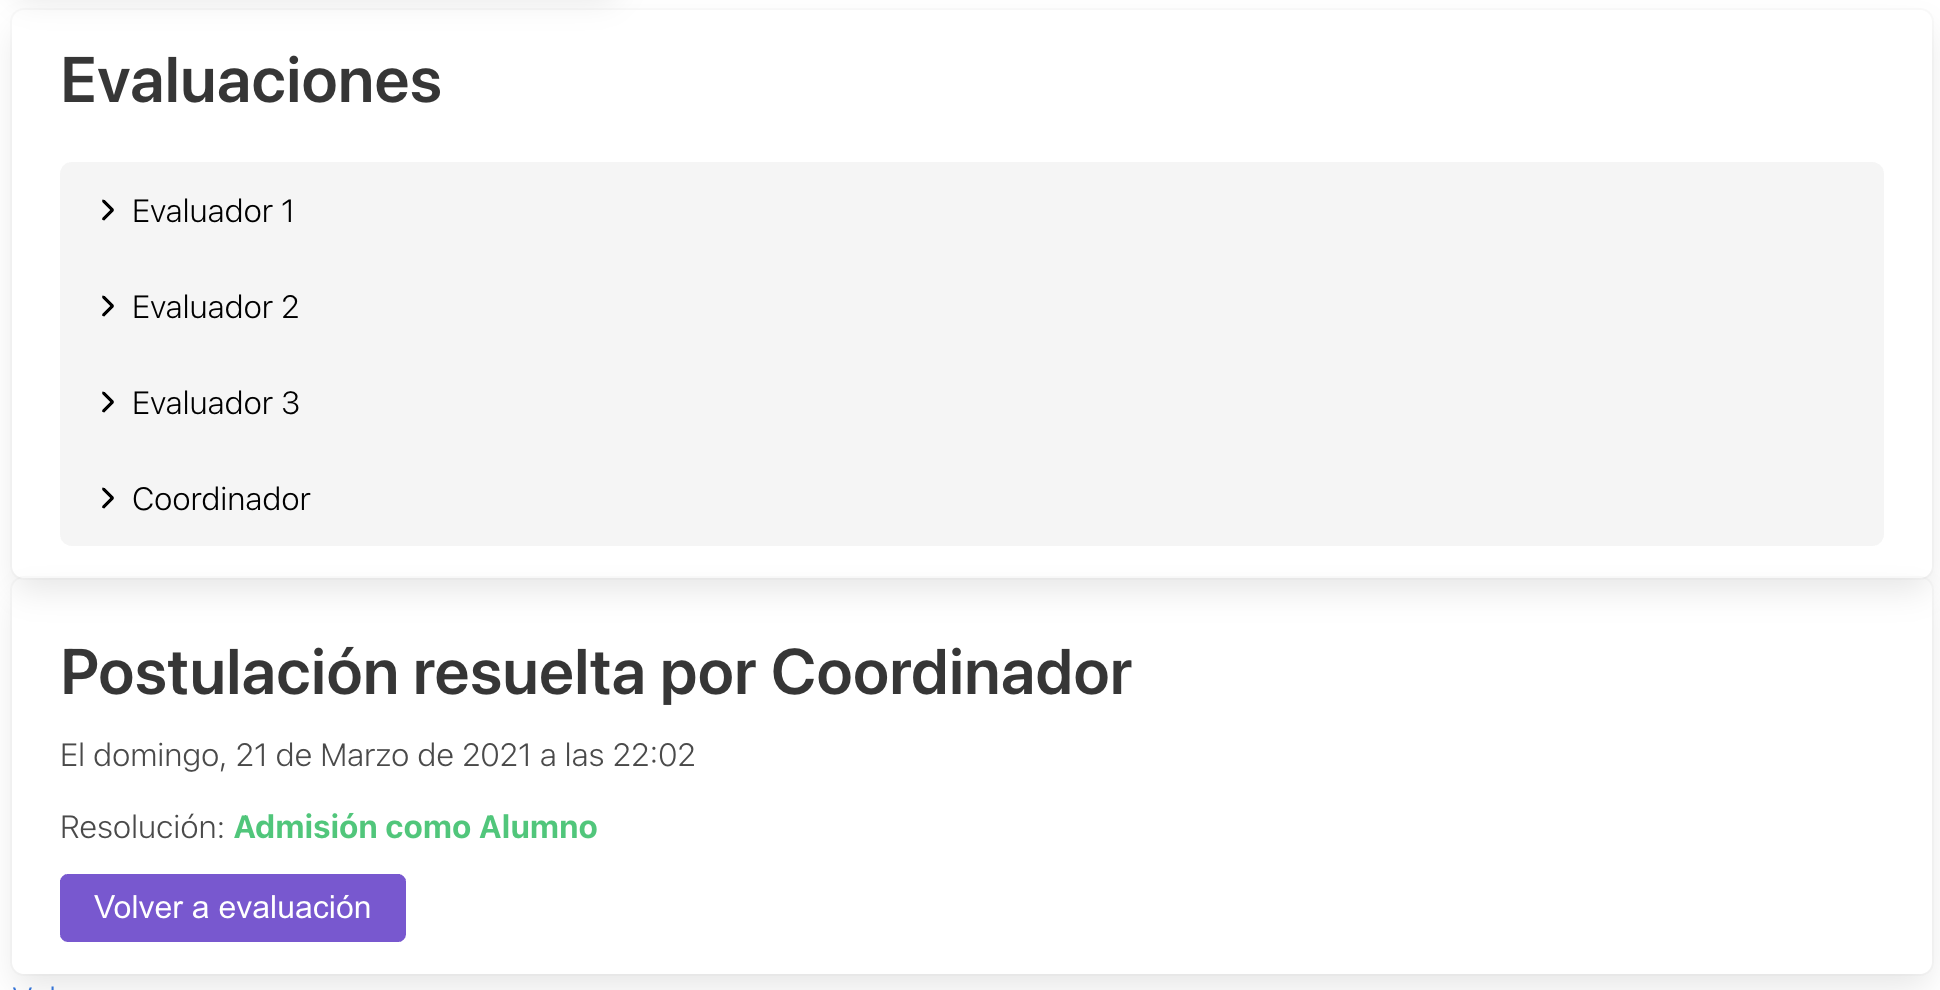 Evaluaciones
Evaluador 1
Evaluador 2
Evaluador 3
Coordinador
Postulación resuelta por Coordinador
El domingo, 21 de Marzo de 2021 a las 22:02
Resolución: Admisión como Alumno
Volver a evaluación